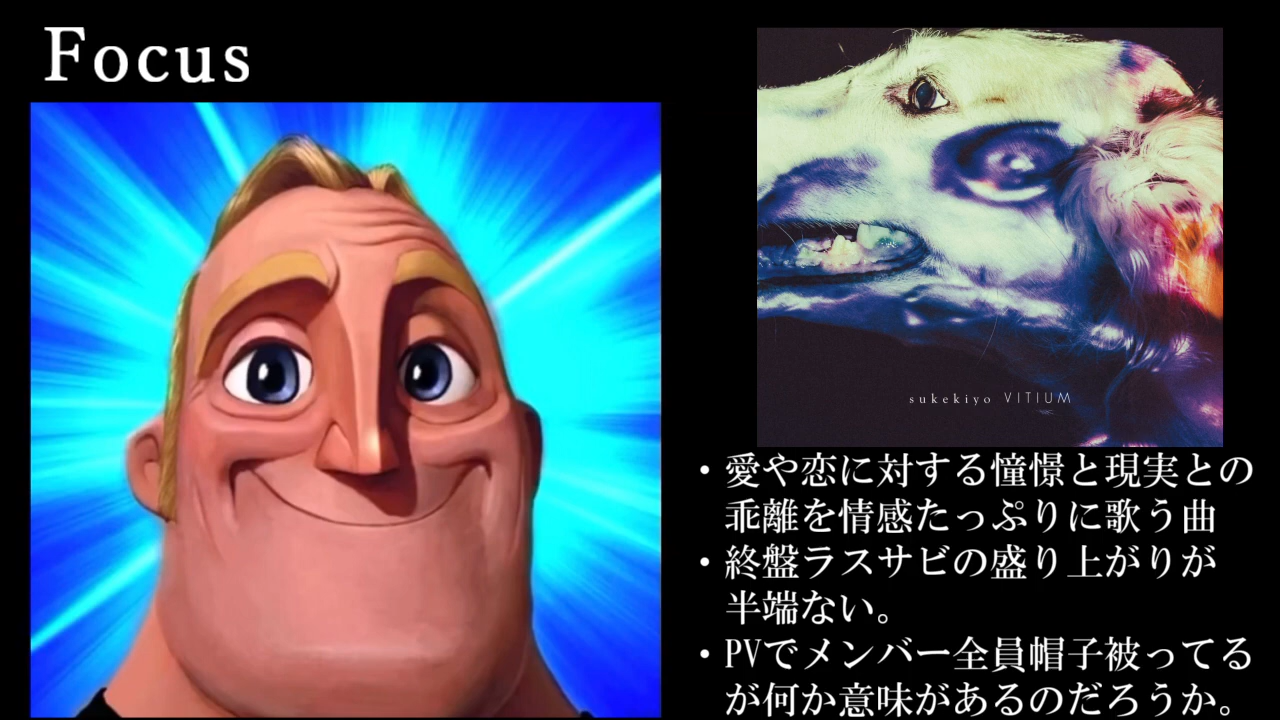 Focus
sukekiyo VITIUM
・愛や恋に対する憧憬と現実との
乖離を情感たっぷりに歌う曲
・終盤ラスサビの盛り上がりが
半端ない。
・PVでメンバー全員帽子被ってる
が何か意味があるのだろうか。